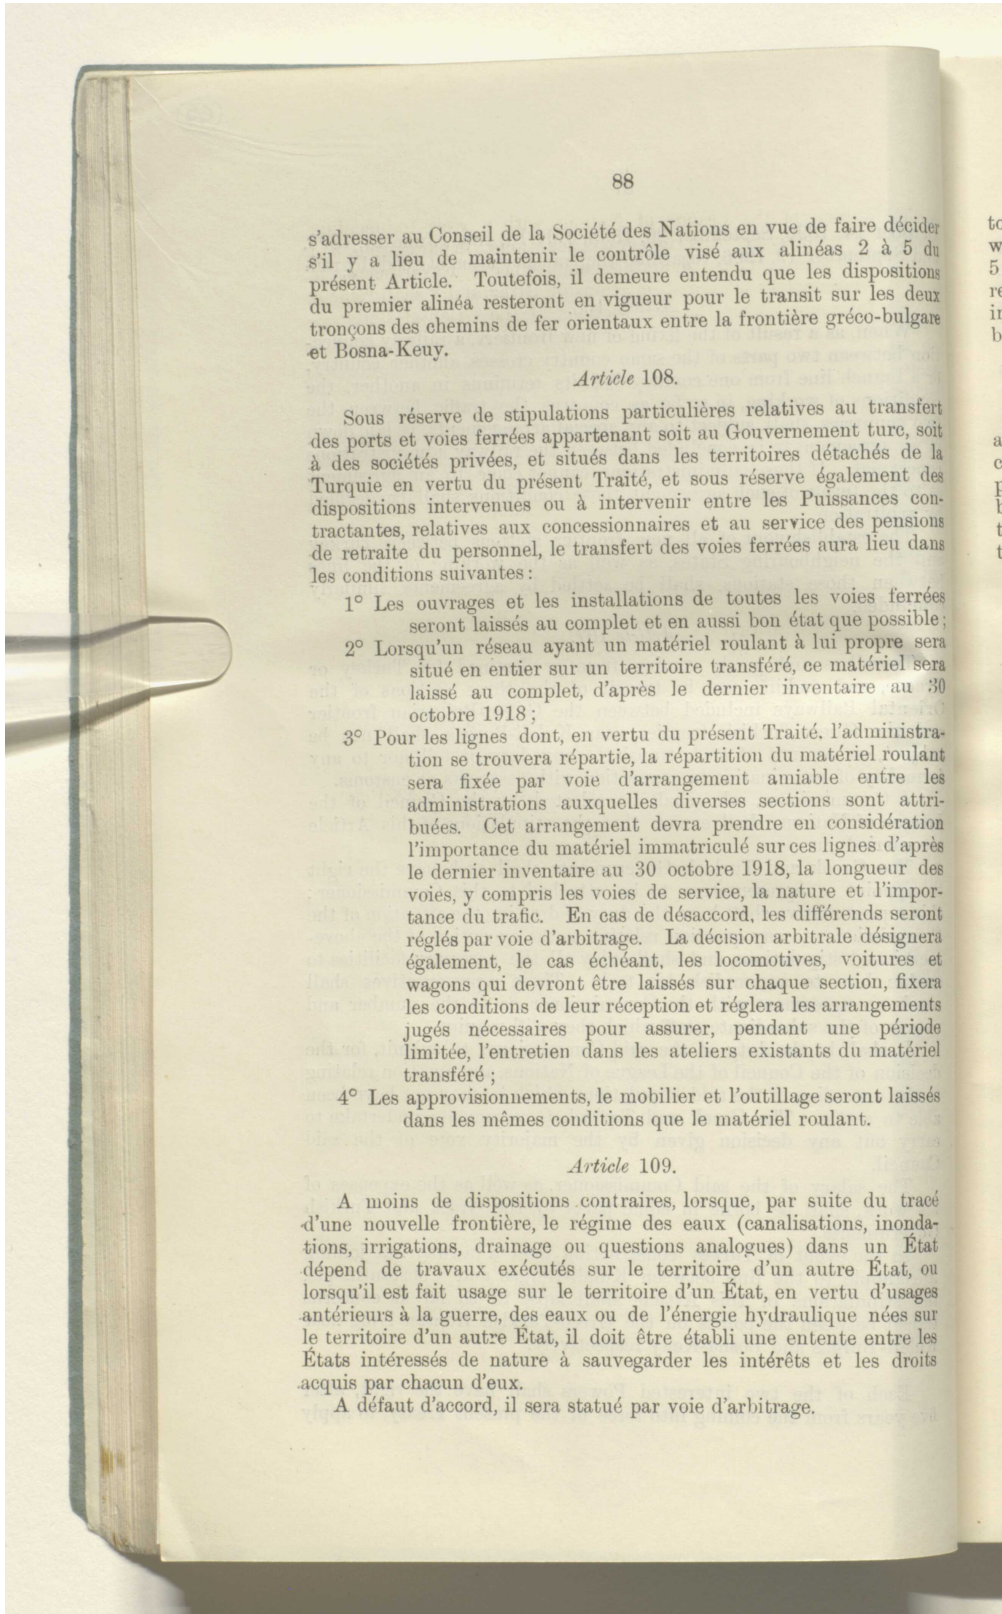 88
s'adresser au Conseil de la Société des Nations en vue de faire décider
s'il y a lieu de maintenir le contrôle visé aux alinéas 2 à 5 du
présent Article. Toutefois, il demeure entendu que les dispositions
du premier alinéa resteront en vigueur pour le transit sur les deux
tronçons des chemins de fer orientaux entre la frontière gréco-bulgare
et Bosna-Keuy.
Article 108.
Sous réserve de stipulations particulières relatives au transfert
des ports et voies ferrées appartenant soit au Gouvernement turc, soit
à des sociétés privées, et situés dans les territoires détachés de la
Turquie en vertu du présent Traité, et sous réserve également des
dispositions intervenues ou à intervenir entre les Puissances con-
tractantes, relatives aux concessionnaires et au service des pensions
de retraite du personnel, le transfert des voies ferrées aura lieu dans
les conditions suivantes :
1° Les ouvrages et les installations de toutes les voies ferrées
seront laissés au complet et en aussi bon état que possible ;
2° Lorsqu'un réseau ayant un matériel roulant à lui propre sera
situé en entier sur un territoire transféré, ce matériel sera
laissé au complet, d'après le dernier inventaire au 30
octobre 1918 ;
3° Pour les lignes dont, en vertu du présent Traité. l'administra-
tion se trouvera répartie, la répartition du matériel roulant
sera fixée par voie d'arrangement amiable entre les
administrations auxquelles diverses sections sont attri-
buées. Cet arrangement devra prendre en considération
l'importance du matériel immatriculé sur ces lignes d'après
le dernier inventaire au 30 octobre 1918, la longueur des
voies, y compris les voies de service, la nature et l'impor-
tance du trafic. En cas de désaccord, les différends seront
réglés par voie d'arbitrage. La décision arbitrale désignera
également, le cas échéant, les locomotives, voitures et
wagons qui devront être laissés sur chaque section, fixera
les conditions de leur réception et réglera les arrangements
jugés nécessaires pour assurer, pendant une période
limitée, l'entretien dans les ateliers existants du matériel
transféré ;
4° Les approvisionnements, le mobilier et l'outillage seront laissés
dans les mêmes conditions que le matériel roulant.
Article 109.
A moins de dispositions contraires, lorsque, par suite du tracé
d'une nouvelle frontière, le régime des eaux (canalisations, inonda-
tions, irrigations, drainage ou questions analogues) dans un État
dépend de travaux exécutés sur le territoire d'un autre État, ou
lorsqu'il est fait usage sur le territoire d'un État, en vertu d'usages
antérieurs à la guerre, des eaux ou de l'énergie hydraulique nées sur
le territoire d'un autre État, il doit être établi une entente entre les
États intéressés de nature à sauvegarder les intérêts et les droits
acquis par chacun d'eux.
A défaut d'accord, il sera statué par voie d'arbitrage.